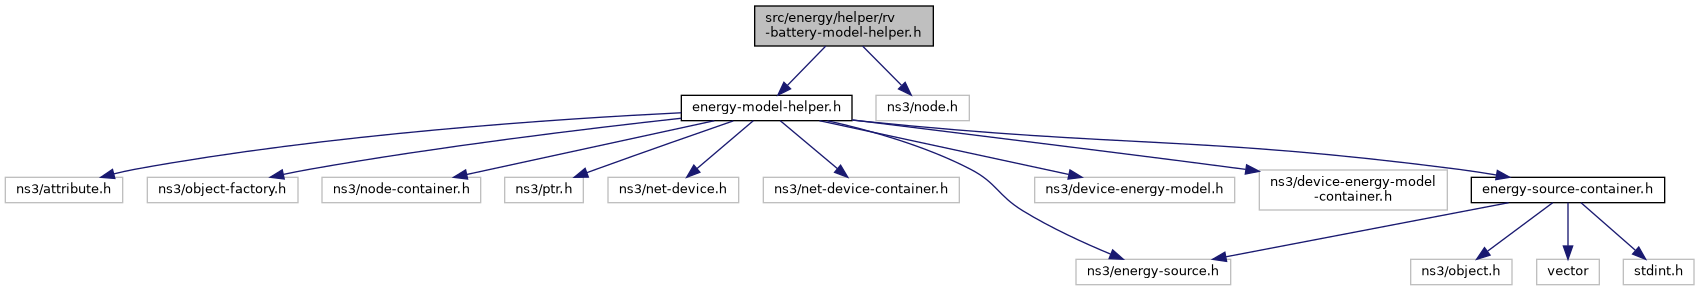 src/energy/helper/rv
-battery-model-helper.h
energy-model-helper.h
ns3/node.h
ns3/attribute.h
ns3/object-factory.h
ns3/node-container.h
ns3/ptr.h
ns3/net-device.h
ns3/net-device-container.h
ns3/device-energy-model.h
ns3/device-energy-model
-container.h
energy-source-container.h
ns3/energy-source.h
ns3/object.h
vector
stdint.h